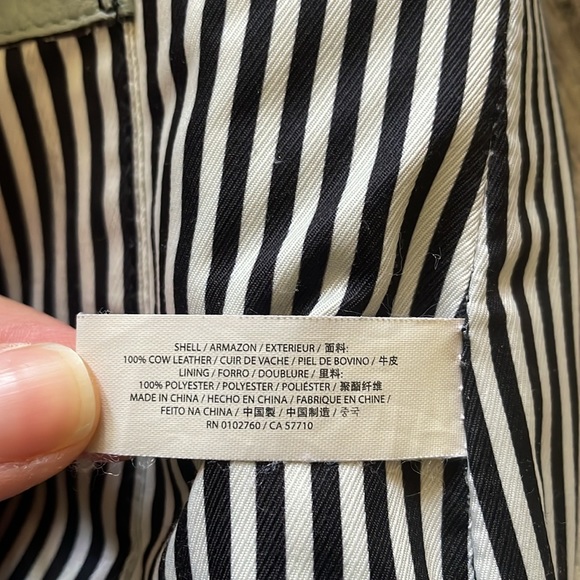 SHELL / ARMAZON / EXTERIEUR / 面料:
100% COW LEATHER / CUIR DE VACHE / PIEL DE BOVINO / 牛皮
LINING / FORRO / DOUBLURE / 里料:
100% POLYESTER / POLYESTER / POLIÉSTER / 聚酯纤维
MADE IN CHINA / HECHO EN CHINA / FABRIQUE EN CHINE /
FEITO NA CHINA / 中国製 / 中国制造 / 중국
RN 0102760 / CA 57710